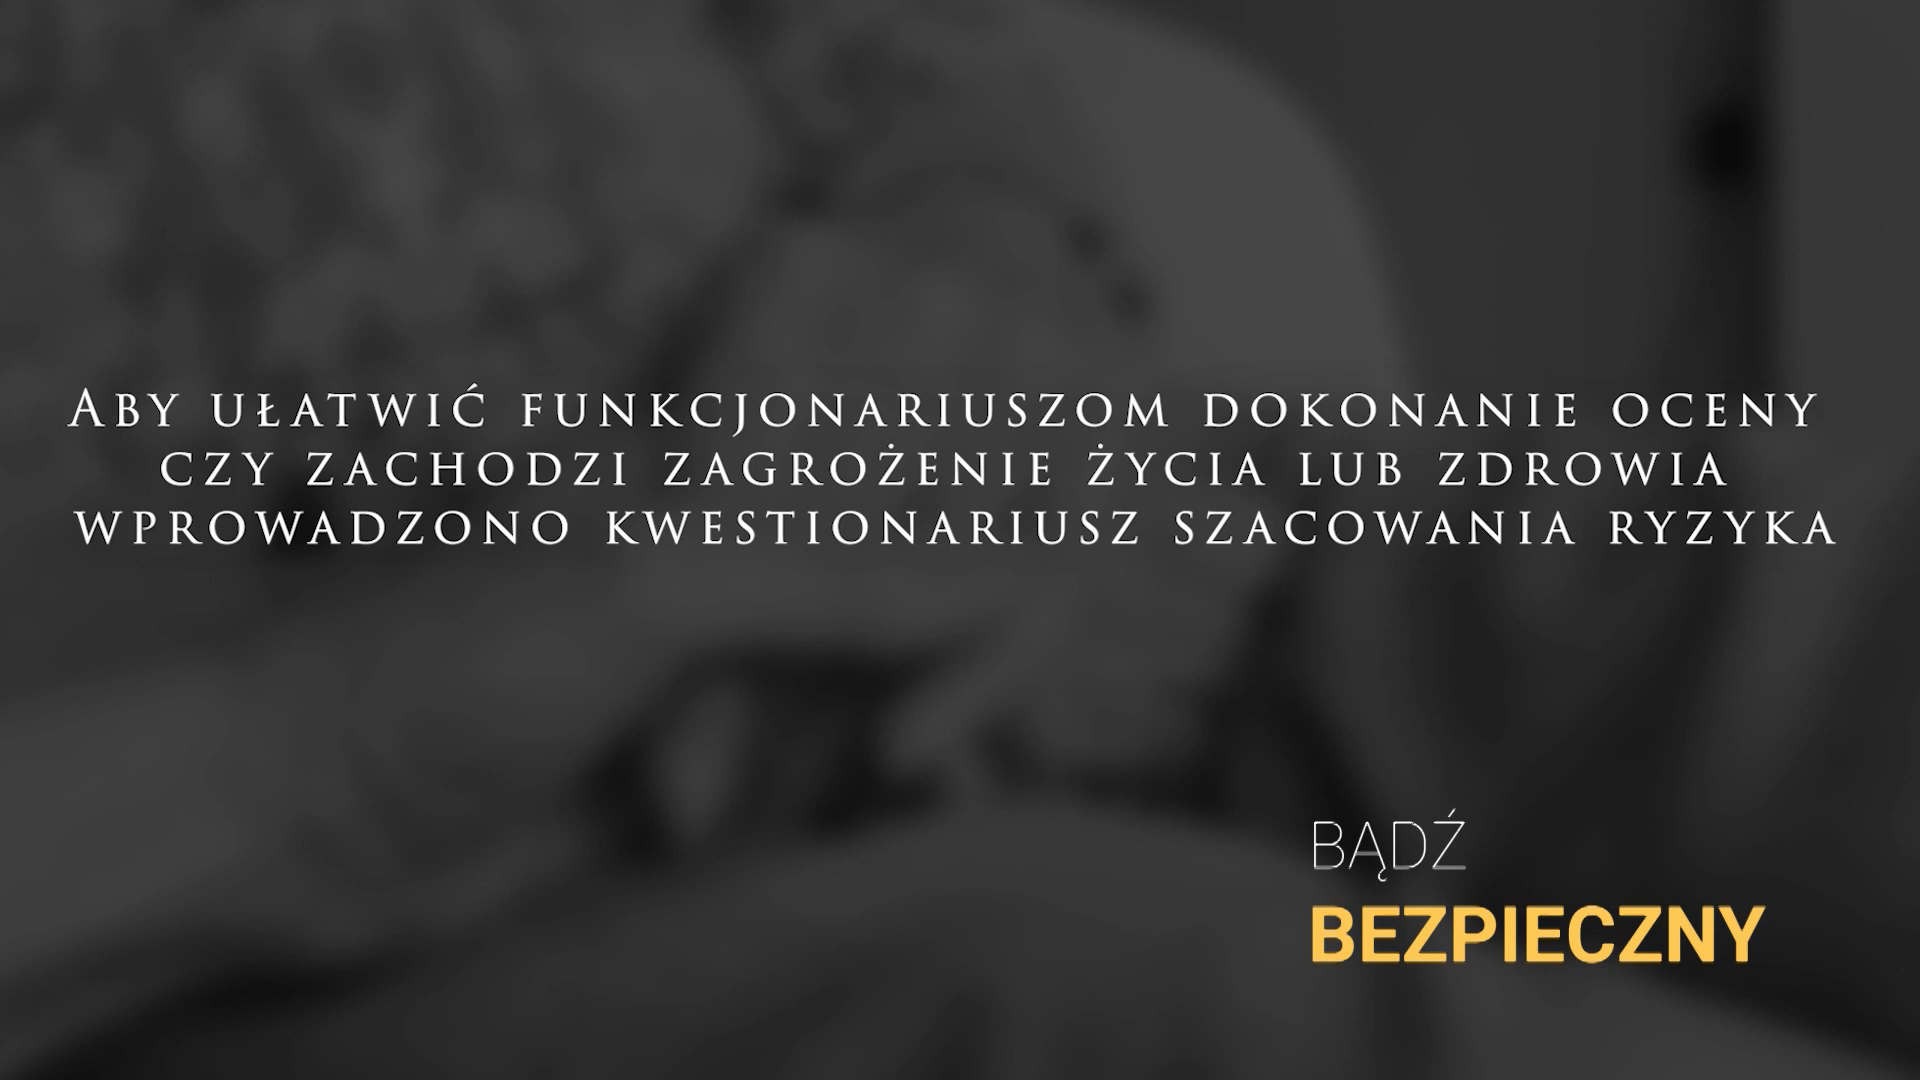 Aby ułatwić funkcjonariuszom dokonanie oceny
czy zachodzi zagrożenie życia lub zdrowia
wprowadzono kwestionariusz szacowania ryzyka
BĄDŹ
BEZPIECZNY